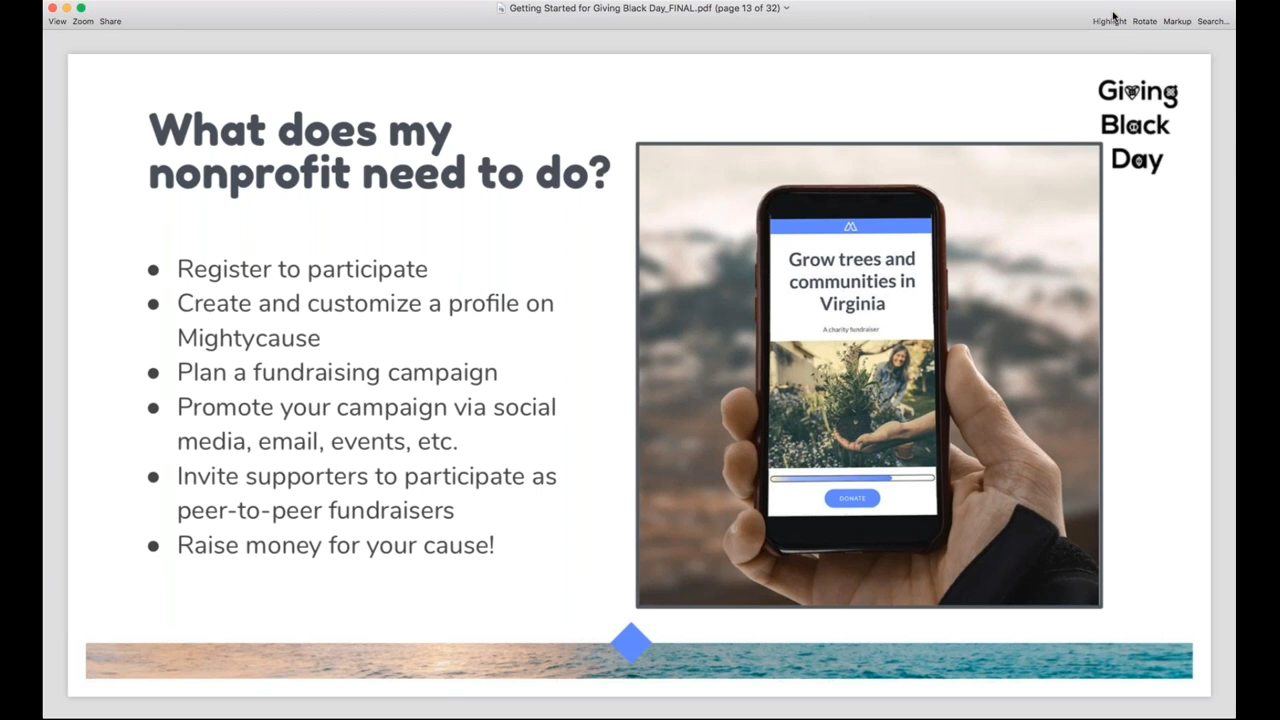 Getting Started for Giving Black Day_FINAL.pdf (page 13 of 32)
View Zoom Share
Highlight Rotate Markup Search...
Giving
Black
Day
What does my
nonprofit need to do?
● Register to participate
● Create and customize a profile on
Mightycause
● Plan a fundraising campaign
● Promote your campaign via social
media, email, events, etc.
● Invite supporters to participate as
peer-to-peer fundraisers
● Raise money for your cause!
Grow trees and
communities in
Virginia
A charity fundraiser
DONATE